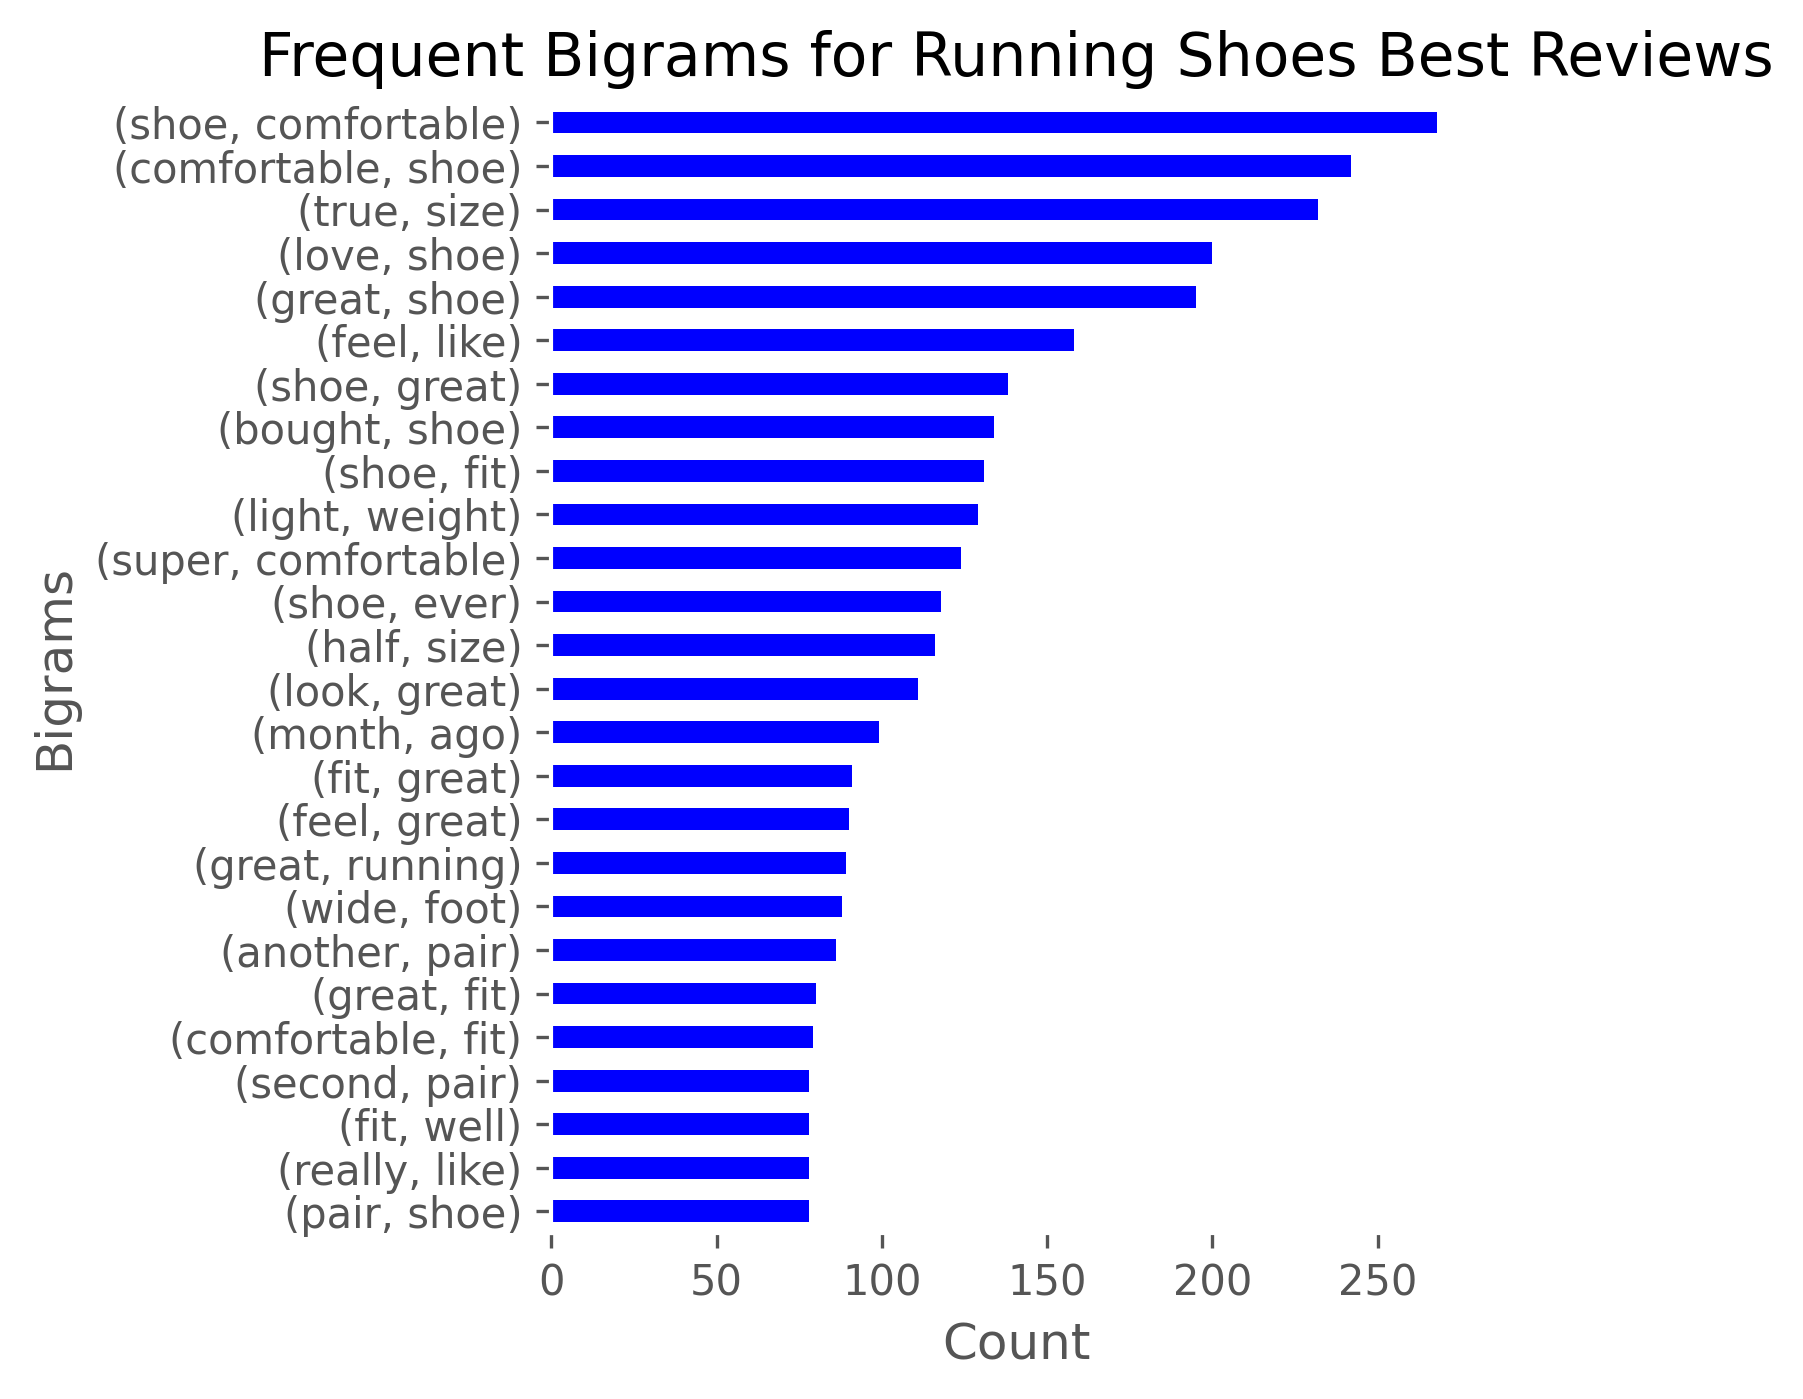 Frequent Bigrams for Running Shoes Best Reviews
(shoe, comfortable)
(comfortable, shoe)
(true, size)
(love, shoe)
(great, shoe)
(feel, like)
(shoe, great)
(bought, shoe)
(shoe, fit)
(light, weight)
(super, comfortable)
(shoe, ever)
(half, size)
(look, great)
(month, ago)
(fit, great)
(feel, great)
(great, running)
(wide, foot)
(another, pair)
(great, fit)
(comfortable, fit)
(second, pair)
(fit, well)
(really, like)
(pair, shoe)
Bigrams
0 50 100 150 200 250
Count